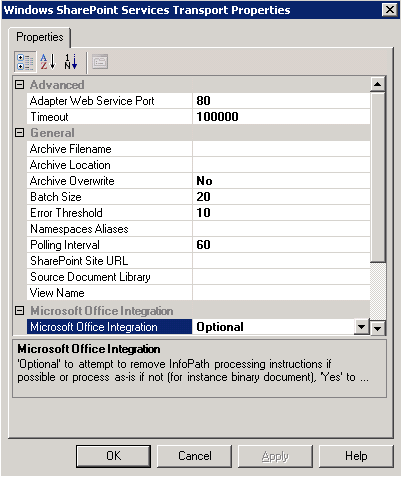 Windows SharePoint Services Transport Properties
Properties
Advanced
Adapter Web Service Port 80
Timeout 100000
General
Archive Filename
Archive Location
Archive Overwrite No
Batch Size 20
Error Threshold 10
Namespaces Aliases
Polling Interval 60
SharePoint Site URL
Source Document Library
View Name
Microsoft Office Integration
Microsoft Office Integration Optional
Microsoft Office Integration
'Optional' to attempt to remove InfoPath processing instructions if
possible or process as-is if not (for instance binary document), 'Yes' to ...
OK Cancel Apply Help